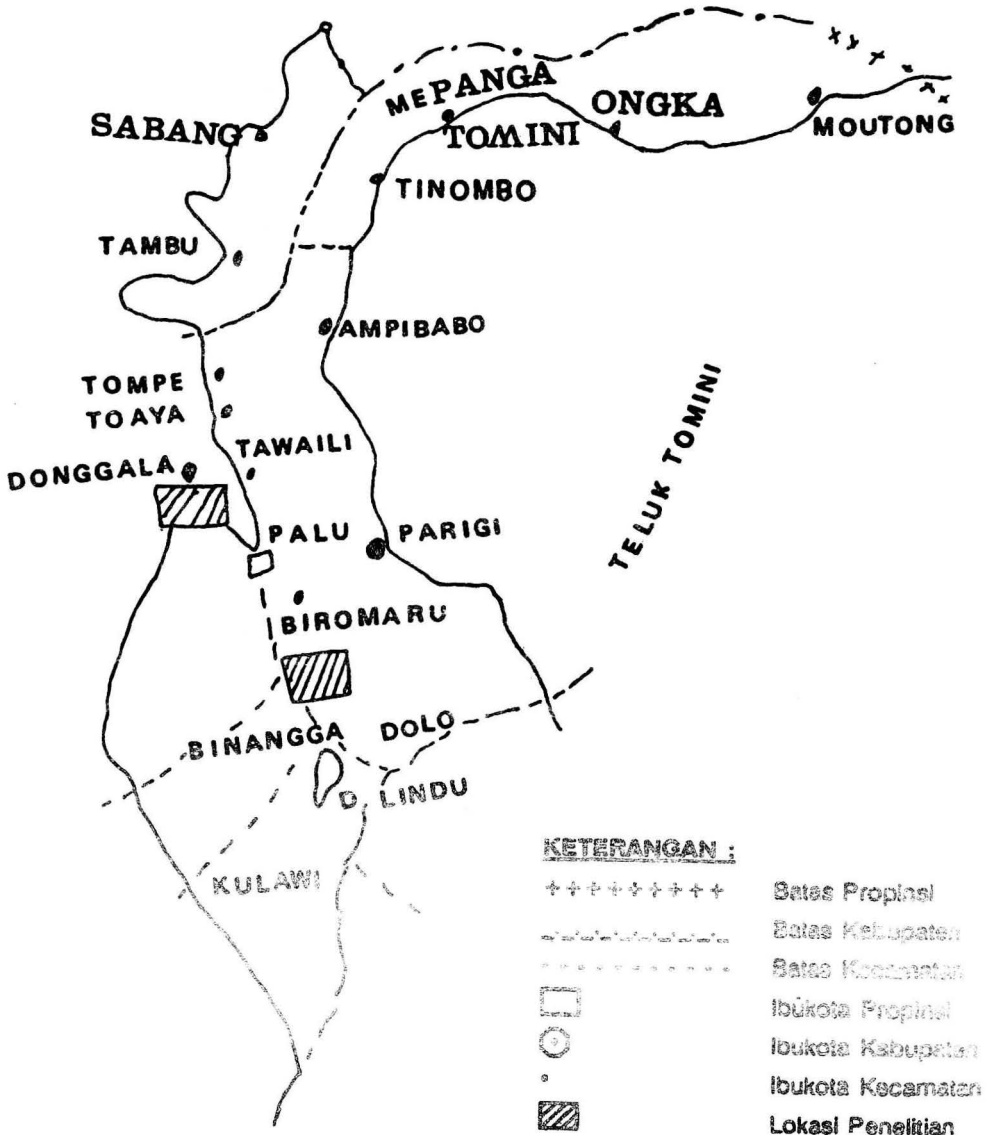 MEPANGA
SABANG
ONGKA
TOMINI
MOUTONG
TINOMBO
TAMBU
AMPIBABO
TOMPE
TOAYA
TAWAILI
DONGGALA
TELUK TOMINI
PALU
PARIGI
BIROMARU
BINANGGA
DOLO
D. LINDU
KULAWI
KETERANGAN :
Batas Propinsi
Batas Kabupaten
Batas Kecamatan
Ibukota Propinsi
Ibukota Kabupaten
Ibukota Kecamatan
Lokasi Penelitian